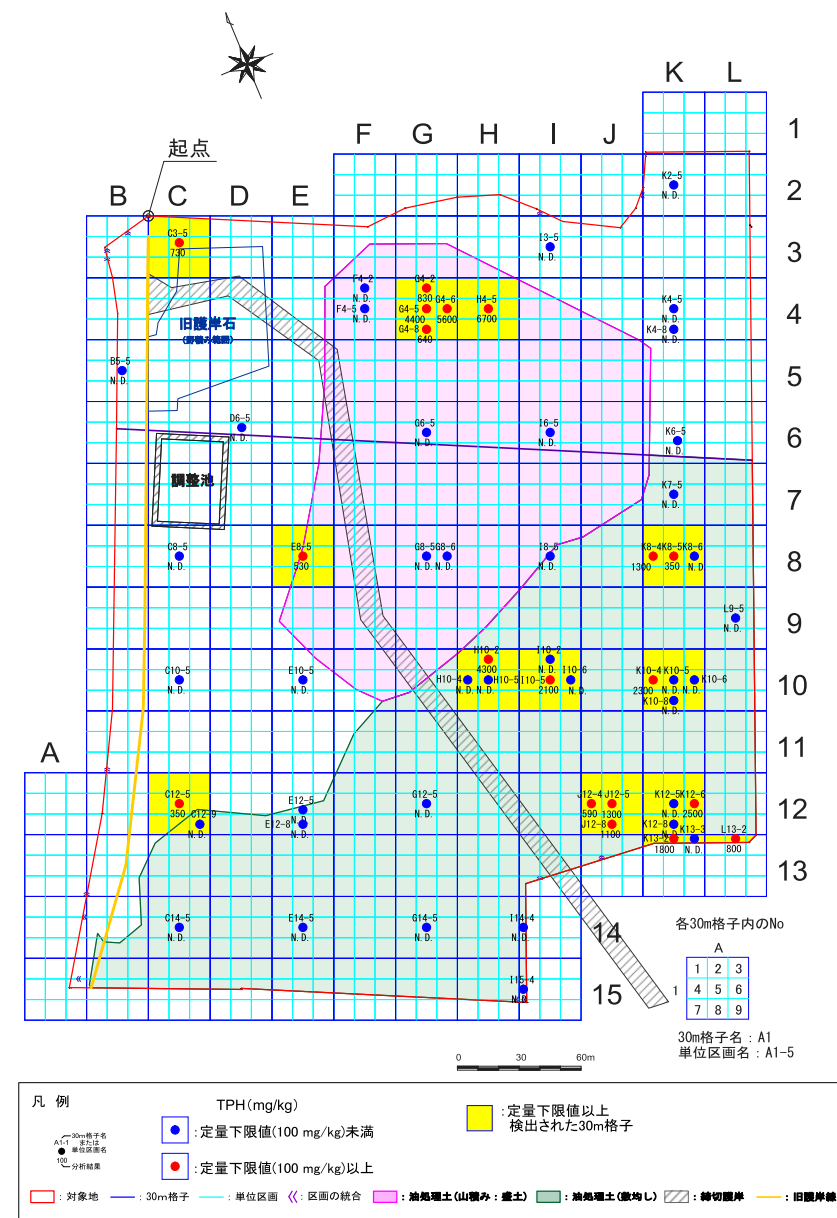 K L
1
F G H I J
起点
2
K2-5
N.D.
B C D E
C3-5
730
I3-5
N.D.
3
F4-2
N.D.
F4-5
N.D.
G4-2
830
G4-5
4400
G4-6
5600
G4-8
640
H4-5
6700
K4-5
N.D.
K4-8
N.D.
4
旧護岸石
B5-5
N.D.
5
D6-5
N.D.
G6-5
N.D.
I6-5
N.D.
K6-5
N.D.
6
調整池
K7-5
N.D.
7
C8-5
N.D.
E8-5
530
G8-5
N.D.
G8-6
N.D.
I8-5
N.D.
K8-4
1300
K8-5
350
K8-6
N.D.
8
L9-5
N.D.
9
C10-5
N.D.
E10-5
N.D.
H10-2
4300
H10-4
N.D.
H10-5
N.D.
I10-2
N.D.
I10-5
2100
I10-6
N.D.
K10-4
2300
K10-5
N.D.
K10-6
N.D.
K10-8
N.D.
10
11
A
C12-5
350
C12-9
N.D.
E12-5
N.D.
E12-8
N.D.
G12-5
N.D.
J12-4
590
J12-5
1300
J12-8
1100
K12-5
N.D.
K12-6
2500
K12-8
N.D.
12
K13-2
1800
K13-3
N.D.
L13-2
800
13
C14-5
N.D.
E14-5
N.D.
G14-5
N.D.
I14-4
N.D.
14
I15-4
N.D.
15
各30m格子内のNo
A
1 2 3
1 4 5 6
7 8 9
30m格子名：A1
単位区画名：A1-5
0 30 60m
凡 例
TPH(mg/kg)
30m格子名
A1-1 または
単位区画名
100 分析結果
：定量下限値(100 mg/kg)未満
：定量下限値(100 mg/kg)以上
：定量下限値以上
検出された30m格子
：対象地 ：30m格子 ：単位区画 ：区画の統合 ：油処理土(山積み：盛土) ：油処理土(敷均し) ：締切護岸 ：旧護岸線